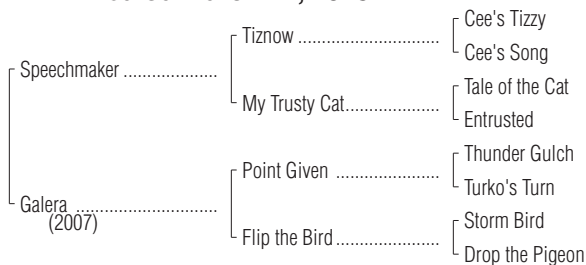 Speechmaker ....................
Tiznow ..............................
Cee's Tizzy
Cee's Song
My Trusty Cat....................
Tale of the Cat
Entrusted
Galera ..............................
(2007)
Point Given ......................
Thunder Gulch
Turko's Turn
Flip the Bird......................
Storm Bird
Drop the Pigeon